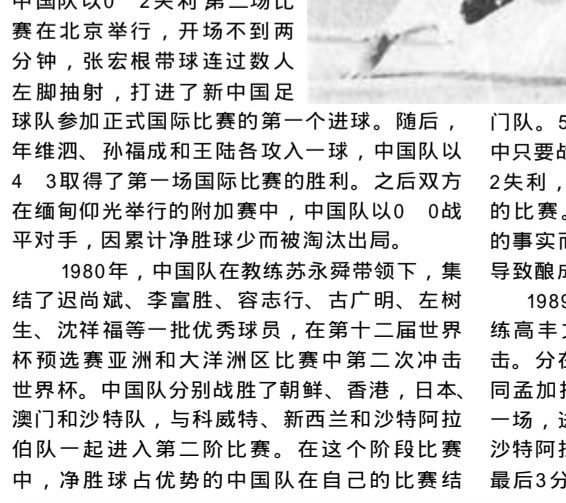 中国队以0 2失利 第二场比
赛在北京举行，开场不到两
分钟，张宏根带球连过数人
左脚抽射，打进了新中国足
球队参加正式国际比赛的第一个进球。随后，
年维泗、孙福成和王陆各攻入一球，中国队以
4 3取得了第一场国际比赛的胜利。之后双方
在缅甸仰光举行的附加赛中，中国队以0 0战
平对手，因累计净胜球少而被淘汰出局。
1980年，中国队在教练苏永舜带领下，集
结了迟尚斌、李富胜、容志行、古广明、左树
生、沈祥福等一批优秀球员，在第十二届世界
杯预选赛亚洲和大洋洲区比赛中第二次冲击
世界杯。中国队分别战胜了朝鲜、香港，日本、
澳门和沙特队，与科威特、新西兰和沙特阿拉
伯队一起进入第二阶比赛。在这个阶段比赛
中，净胜球占优势的中国队在自己的比赛结
门队。5
中只要战
2失利，
的比赛。
的事实而
导致酿成
1989
练高丰文
击。分在
同孟加拉
一场，进
沙特阿拉
最后3分